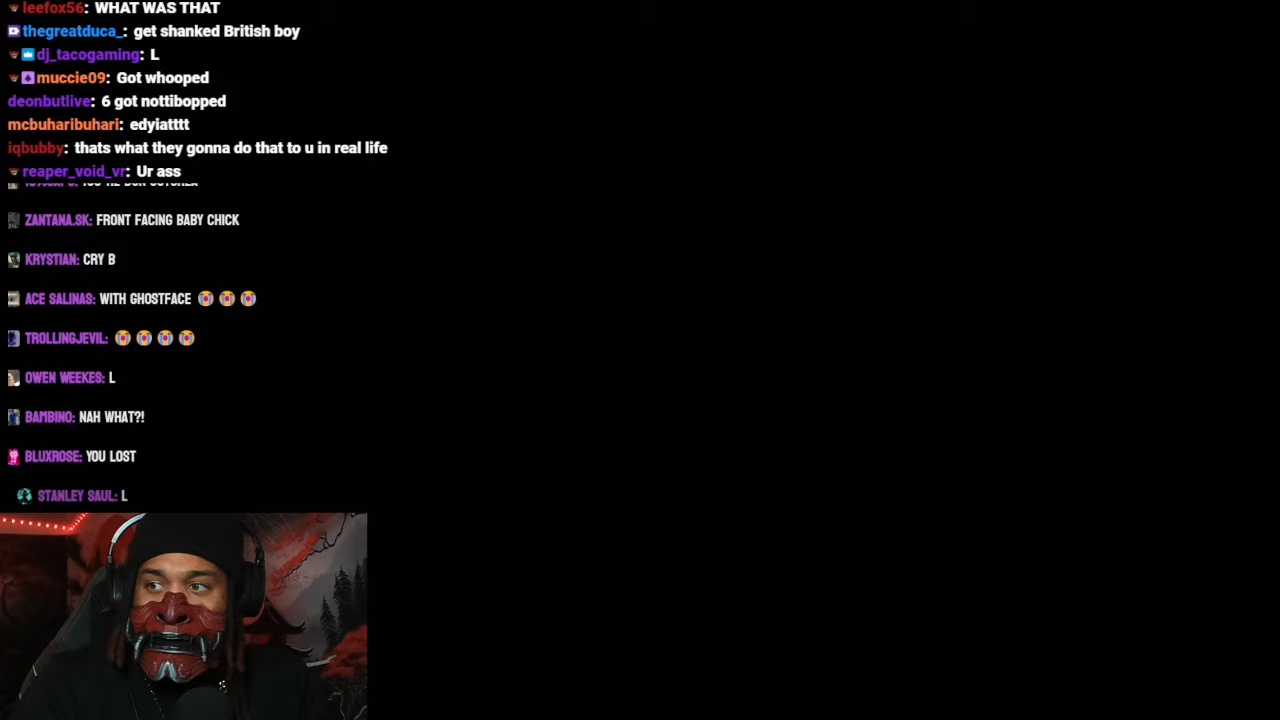 leefox56: WHAT WAS THAT
thegreatduca_: get shanked British boy
dj_tacogaming: L
muccie09: Got whooped
deonbutlive: 6 got nottibopped
mcbuharibuhari: edyiatttt
iqbubby: thats what they gonna do that to u in real life
reaper_void_vr: Ur ass
ZANTANA.SK: FRONT FACING BABY CHICK
KRYSTIAN: CRY B
ACE SALINAS: WITH GHOSTFACE 😭 😭 😭
TROLLINGJEVIL: 😭 😭 😭 😭
OWEN WEEKES: L
BAMBINO: NAH WHAT?!
BLUXROSE: YOU LOST
STANLEY SAUL: L